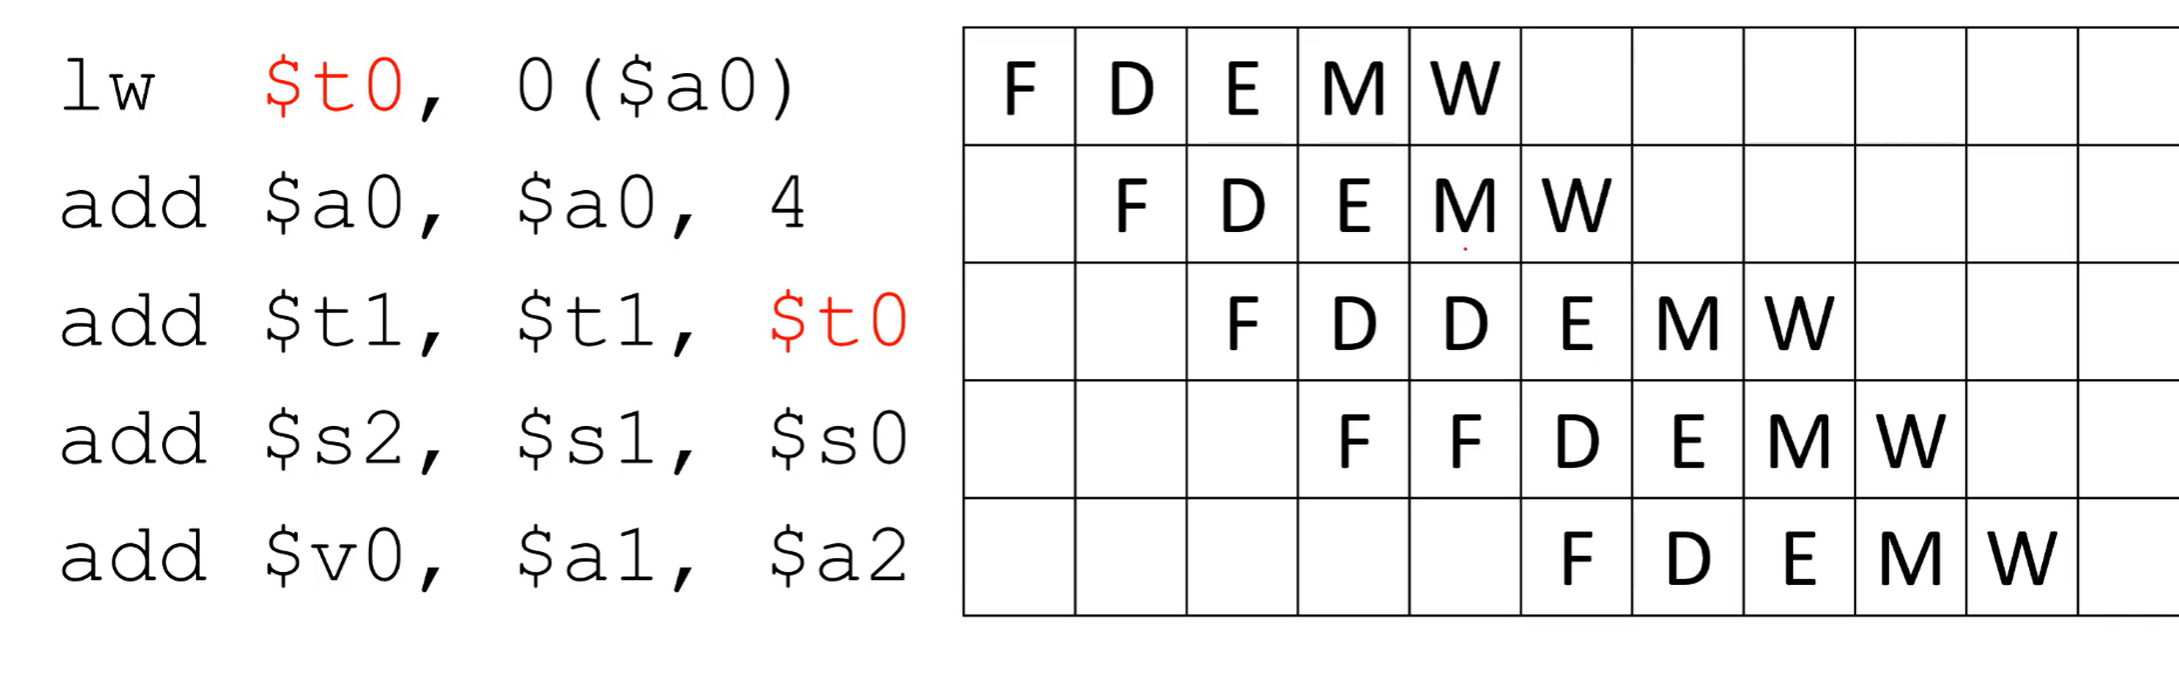 lw $t0, 0($a0) F D E M W
add $a0, $a0, 4 F D E M W
add $t1, $t1, $t0 F D D E M W
add $s2, $s1, $s0 F F D E M W
add $v0, $a1, $a2 F D E M W